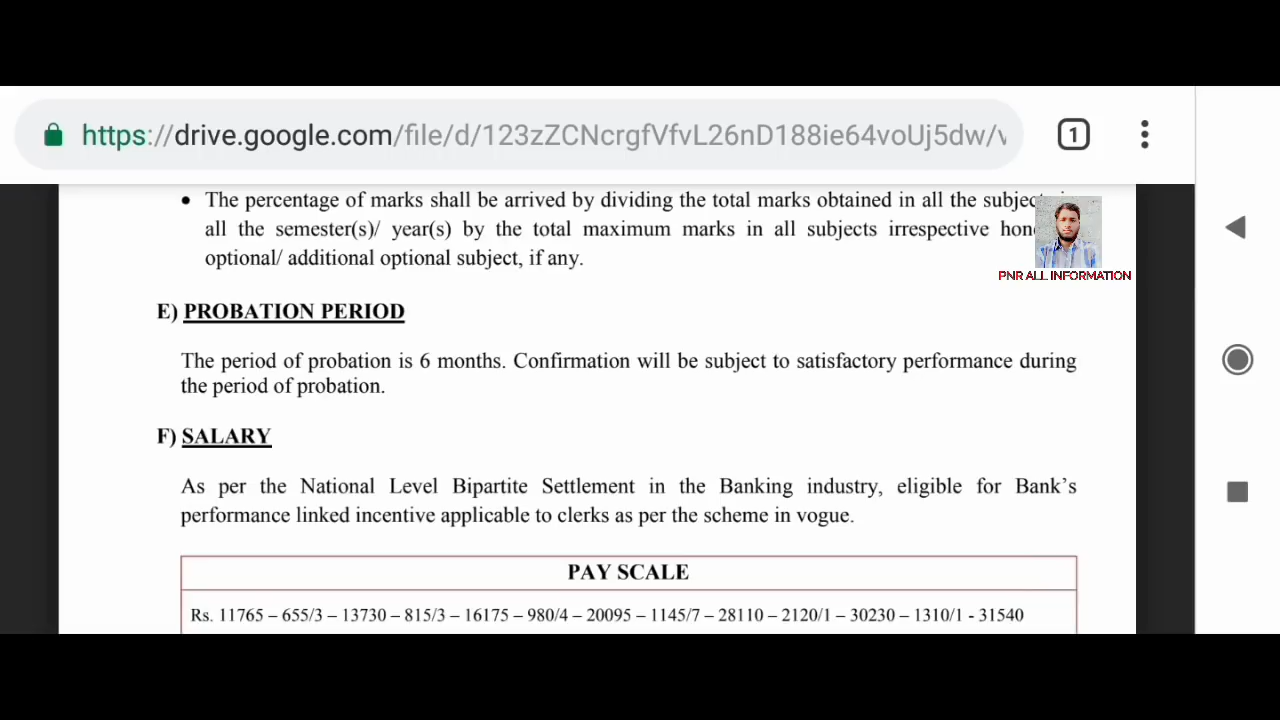 https://drive.google.com/file/d/123zZCNcrgfVfvL26nD188ie64voUj5dw/v
1
• The percentage of marks shall be arrived by dividing the total marks obtained in all the subjec
all the semester(s)/ year(s) by the total maximum marks in all subjects irrespective hon
optional/ additional optional subject, if any.
PNR ALL INFORMATION
E) PROBATION PERIOD
The period of probation is 6 months. Confirmation will be subject to satisfactory performance during
the period of probation.
F) SALARY
As per the National Level Bipartite Settlement in the Banking industry, eligible for Bank's
performance linked incentive applicable to clerks as per the scheme in vogue.
PAY SCALE
Rs. 11765 – 655/3 – 13730 – 815/3 – 16175 – 980/4 – 20095 – 1145/7 – 28110 – 2120/1 – 30230 – 1310/1 - 31540